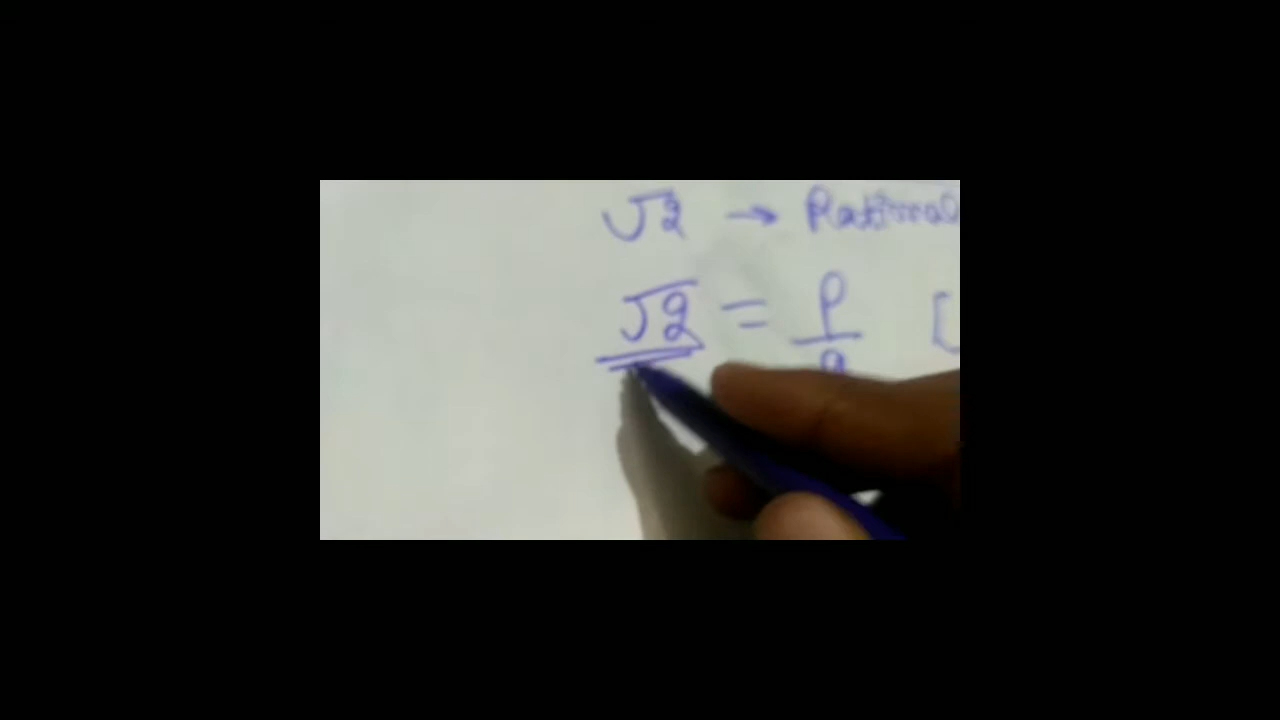 √2 → Rational
√2 = P/q [